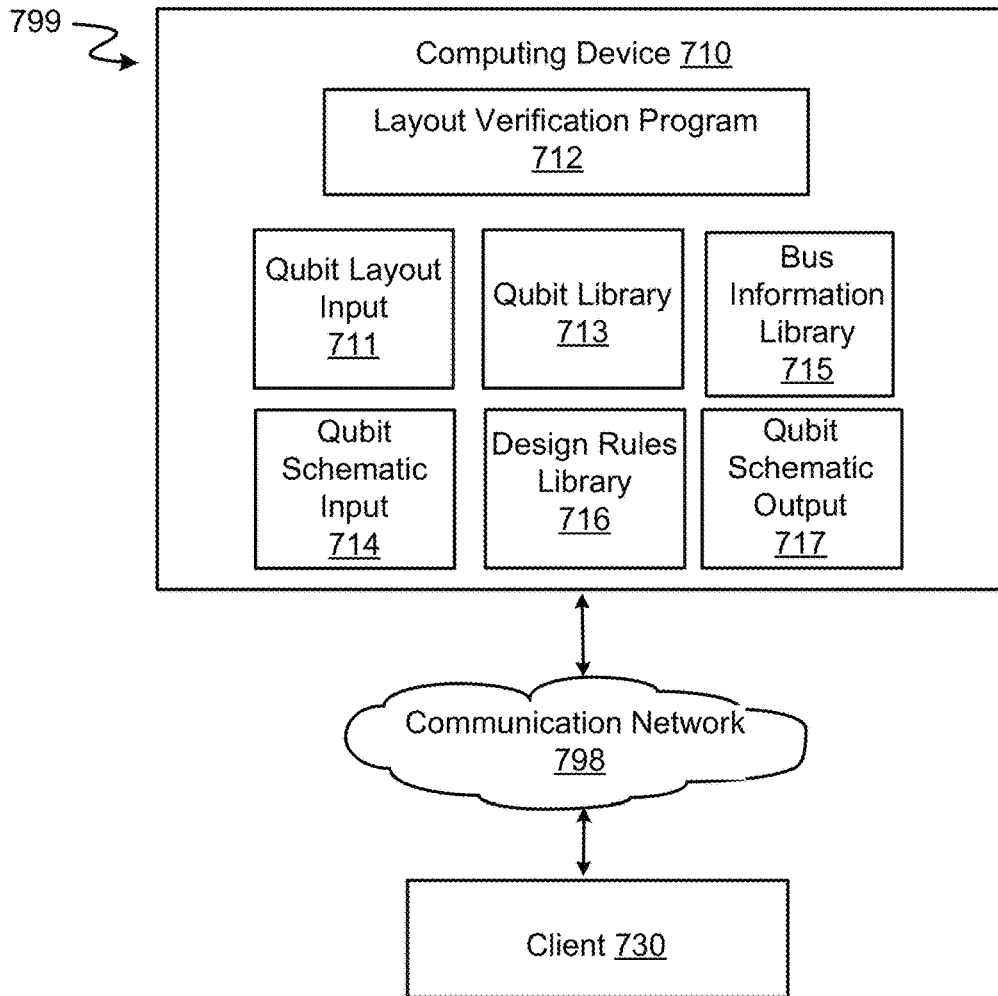 799
Computing Device 710
Layout Verification Program
712
Qubit Layout
Input
711
Qubit Library
713
Bus
Information
Library
715
Qubit
Schematic
Input
714
Design Rules
Library
716
Qubit
Schematic
Output
717
Communication Network
798
Client 730